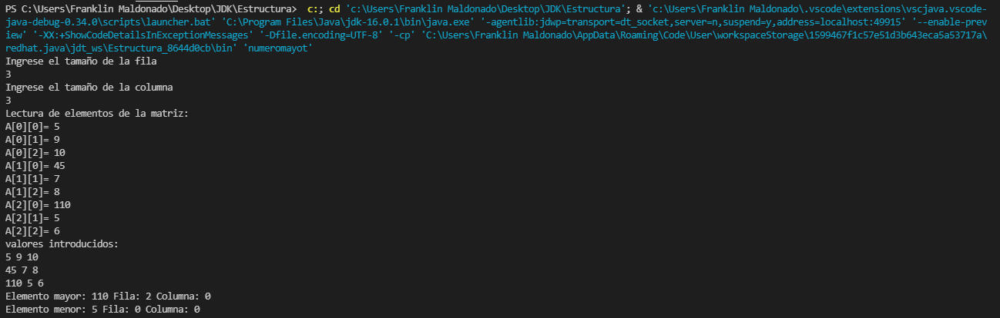 PS C:\Users\Franklin Maldonado\Desktop\JDK\Estructura>  c:; cd 'c:\Users\Franklin Maldonado\Desktop\JDK\Estructura'; & 'c:\Users\Franklin Maldonado\.vscode\extensions\vscjava.vscode-
java-debug-0.34.0\scripts\launcher.bat' 'C:\Program Files\Java\jdk-16.0.1\bin\java.exe' '-agentlib:jdwp=transport=dt_socket,server=n,suspend=y,address=localhost:49915' '--enable-prev
iew' '-XX:+ShowCodeDetailsInExceptionMessages' '-Dfile.encoding=UTF-8' '-cp' 'C:\Users\Franklin Maldonado\AppData\Roaming\Code\User\workspaceStorage\1599467f1c57e51d3b643eca5a53717a\
redhat.java\jdt_ws\Estructura_8644d0cb\bin' 'numeromayot'
Ingrese el tamaño de la fila
3
Ingrese el tamaño de la columna
3
Lectura de elementos de la matriz:
A[0][0]= 5
A[0][1]= 9
A[0][2]= 10
A[1][0]= 45
A[1][1]= 7
A[1][2]= 8
A[2][0]= 110
A[2][1]= 5
A[2][2]= 6
valores introducidos:
5 9 10
45 7 8
110 5 6
Elemento mayor: 110 Fila: 2 Columna: 0
Elemento menor: 5 Fila: 0 Columna: 0